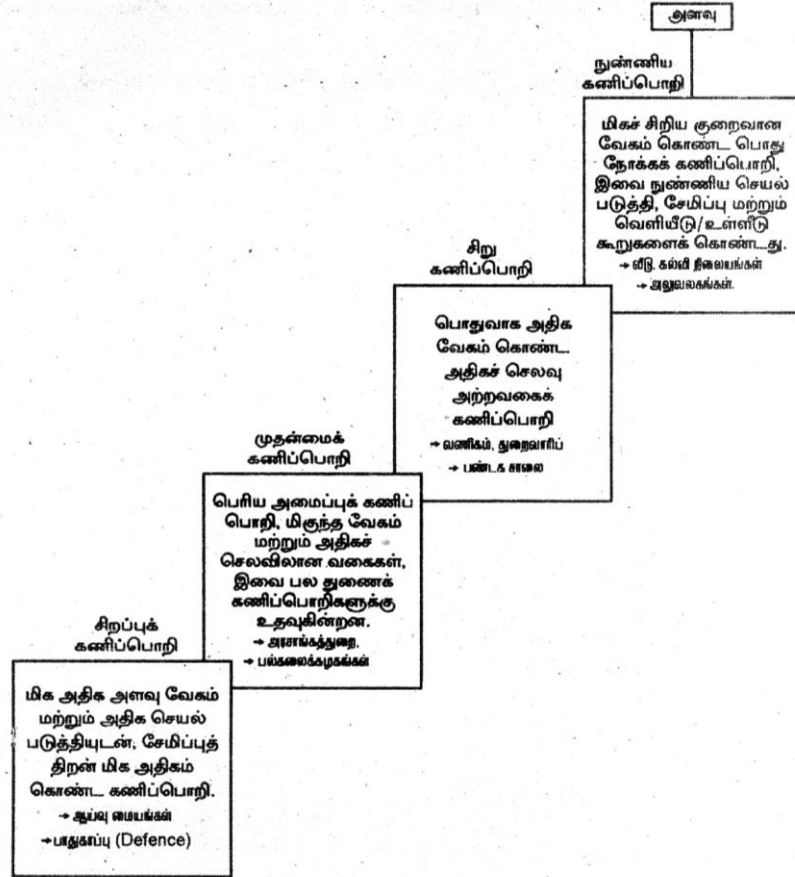 அளவு
நுண்ணிய
கணிப்பொறி
மிகச் சிறிய குறைவான
வேகம் கொண்ட பொது
நோக்கக் கணிப்பொறி,
இவை நுண்ணிய செயல்
படுத்தி, சேமிப்பு மற்றும்
வெளியீடு/உள்ளீடு
கூறுகளைக் கொண்டது.
→ வீடு. கல்வி நிலையங்கள்
→ அலுவலகங்கள்.
சிறு
கணிப்பொறி
பொதுவாக அதிக
வேகம் கொண்ட.
அதிகச் செலவு
அற்றவகைக்
கணிப்பொறி
→ வணிகம், துறைவாரிப்
→ பண்டக சாலை
முதன்மைக்
கணிப்பொறி
பெரிய அமைப்புக் கணிப்
பொறி, மிகுந்த வேகம்
மற்றும் அதிகச்
செலவிலான வகைகள்,
இவை பல துணைக்
கணிப்பொறிகளுக்கு
உதவுகின்றன.
→ அரசாங்கத்துறை.
→ பல்கலைக்கழகங்கள்
சிறப்புக்
கணிப்பொறி
மிக அதிக அளவு வேகம்
மற்றும் அதிக செயல்
படுத்தியுடன், சேமிப்புத்
திறன் மிக அதிகம்
கொண்ட கணிப்பொறி.
→ ஆய்வு மையங்கள்
→ பாதுகாப்பு (Defence)